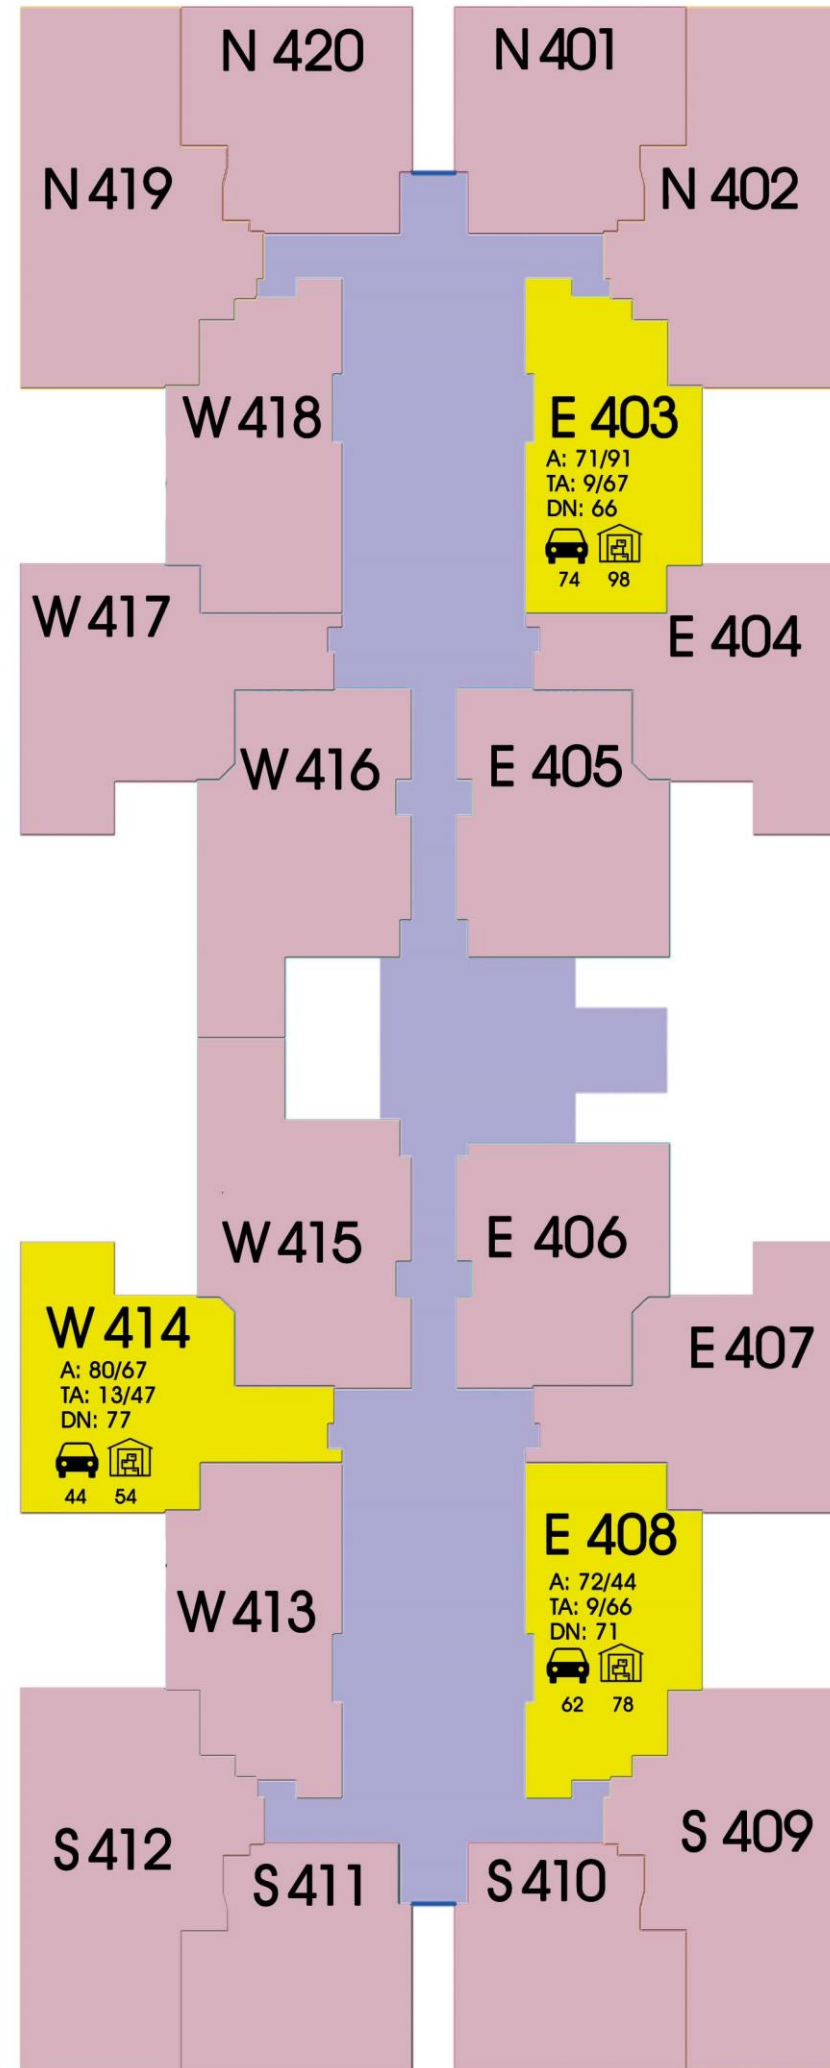 N 420
N 401
N 419
N 402
W 418
E 403
A: 71/91
TA: 9/67
DN: 66
74 98
W 417
E 404
W 416
E 405
W 415
E 406
W 414
A: 80/67
TA: 13/47
DN: 77
44 54
E 407
E 408
A: 72/44
TA: 9/66
DN: 71
62 78
W 413
S 412
S 409
S 411
S 410